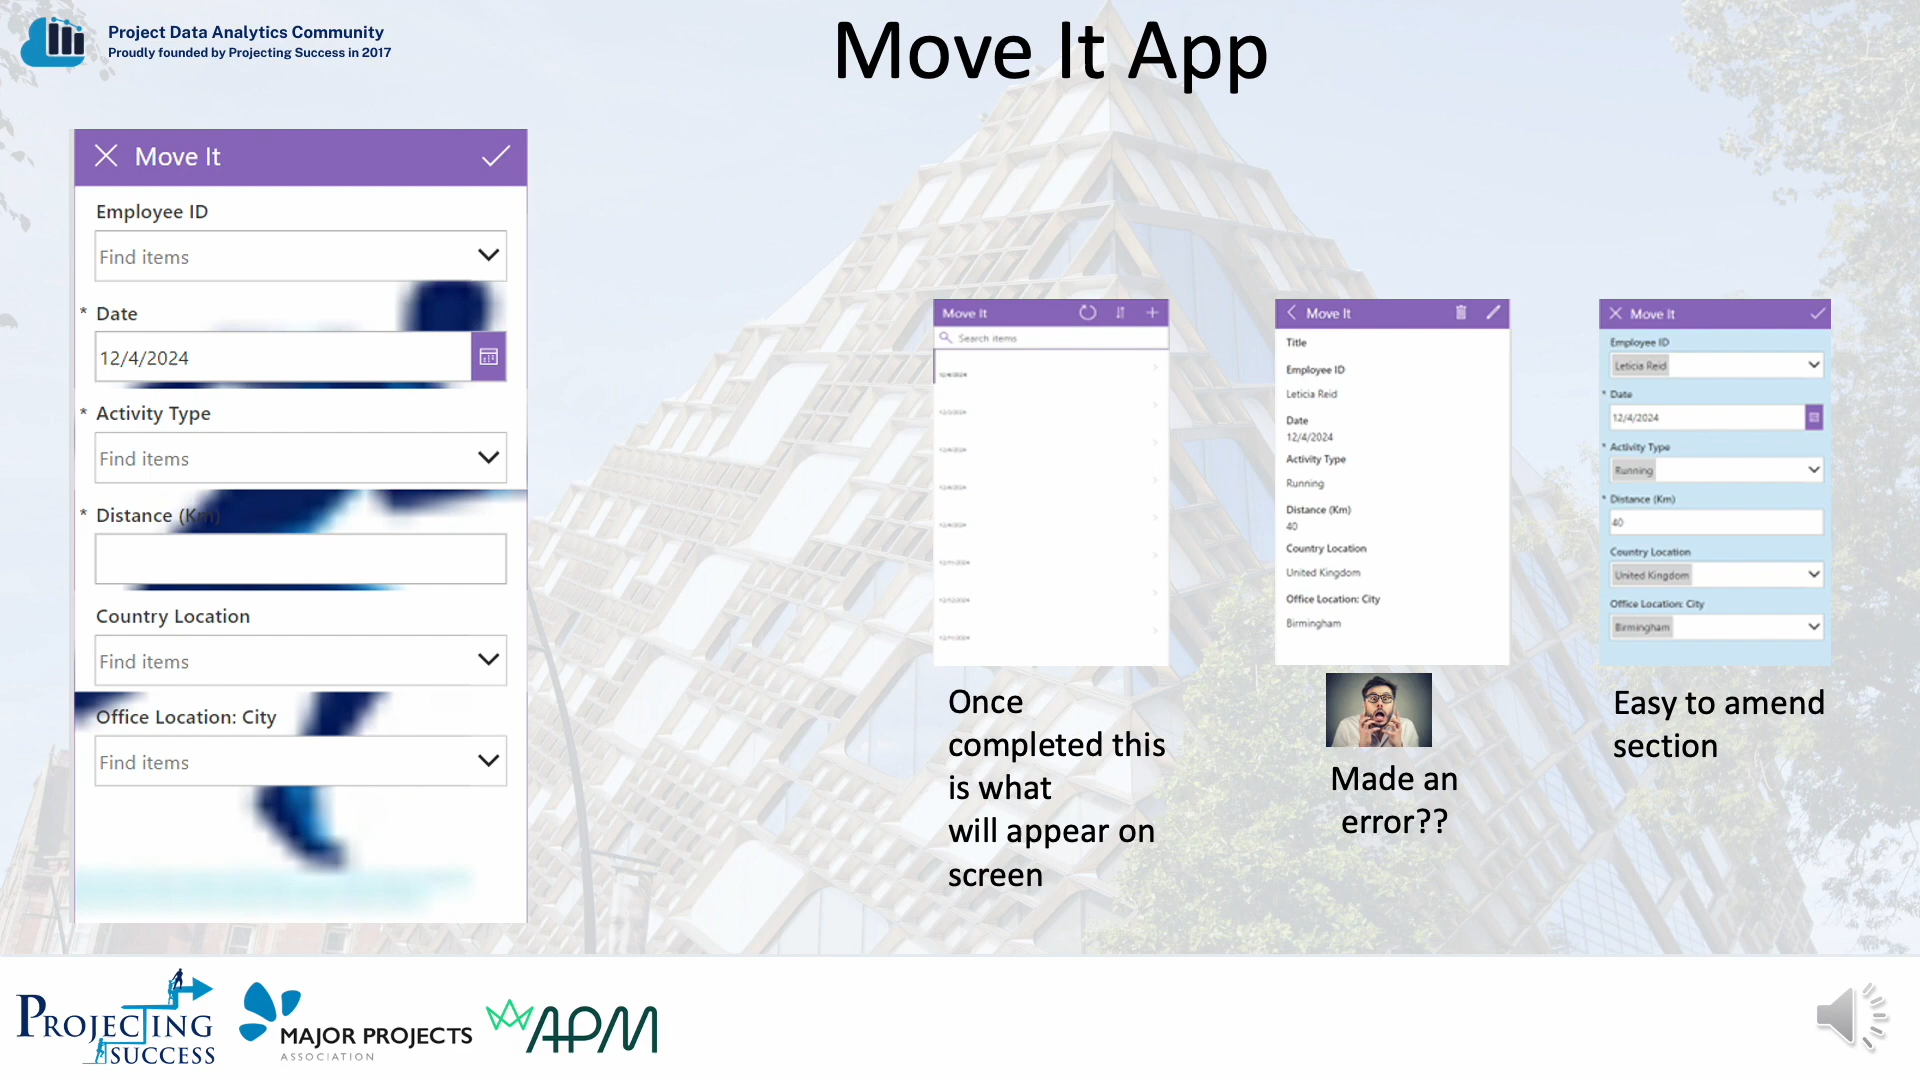 Project Data Analytics Community
Proudly founded by Projecting Success in 2017
Move It App
Move It
Employee ID
Find items
* Date
12/4/2024
* Activity Type
Find items
* Distance (Km)
Country Location
Find items
Office Location: City
Find items
Move It
Search items
12/4/2024
Once
completed this
is what
will appear on
screen
Move It
Title
Employee ID
Leticia Reid
Date
12/4/2024
Activity Type
Running
Distance (Km)
40
Country Location
United Kingdom
Office Location: City
Birmingham
Made an
error??
Move It
Employee ID
Leticia Reid
* Date
12/4/2024
* Activity Type
Running
* Distance (Km)
40
Country Location
United Kingdom
Office Location: City
Birmingham
Easy to amend
section
PROJECTING
SUCCESS
MAJOR PROJECTS
ASSOCIATION
APM